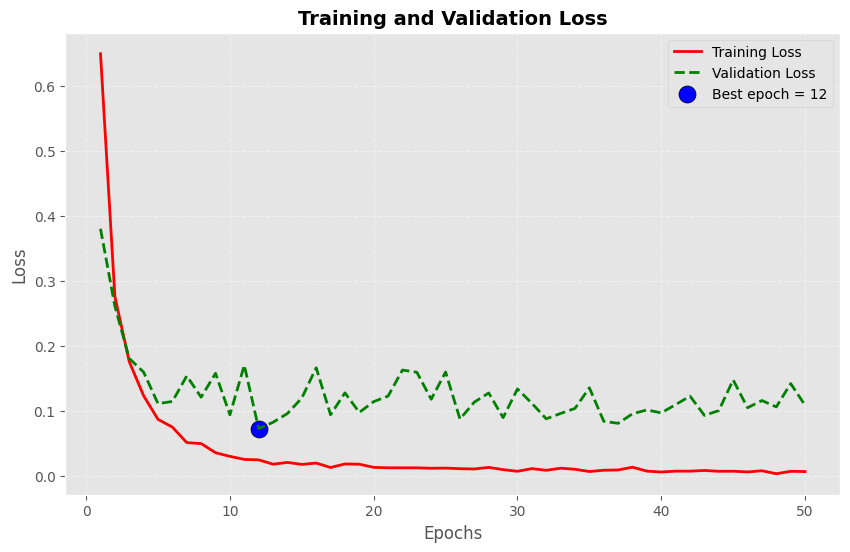 Training and Validation Loss
Training Loss
Validation Loss
Best epoch = 12
Loss
0.6
0.5
0.4
0.3
0.2
0.1
0.0
0 10 20 30 40 50
Epochs